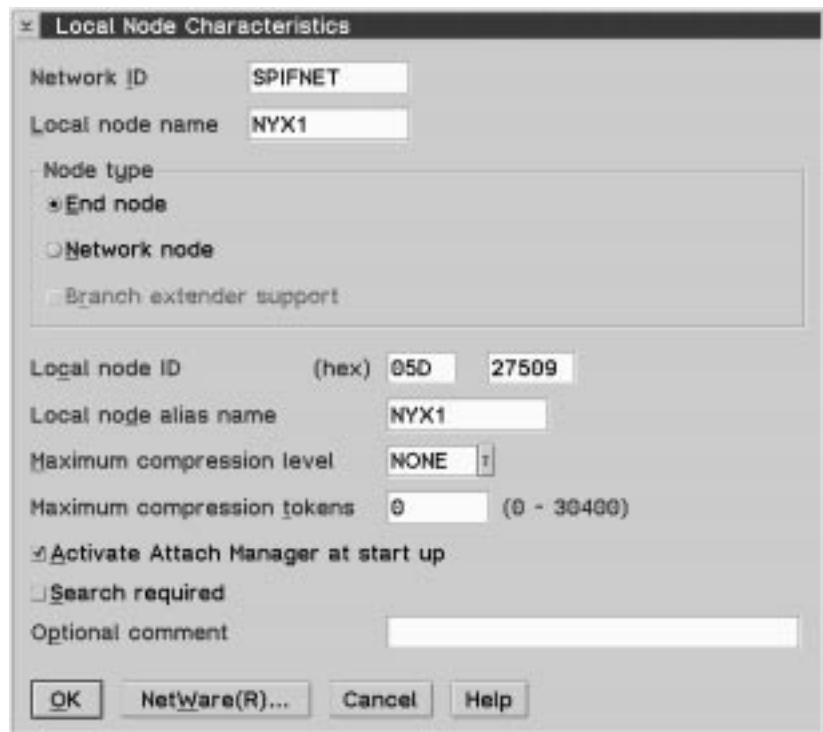 Local Node Characteristics
Network ID SPIFNET
Local node name NYX1
Node type
End node
Network node
Branch extender support
Local node ID (hex) 05D 27509
Local node alias name NYX1
Maximum compression level NONE
Maximum compression tokens 0 (0 - 30400)
Activate Attach Manager at start up
Search required
Optional comment
OK NetWare(R)... Cancel Help